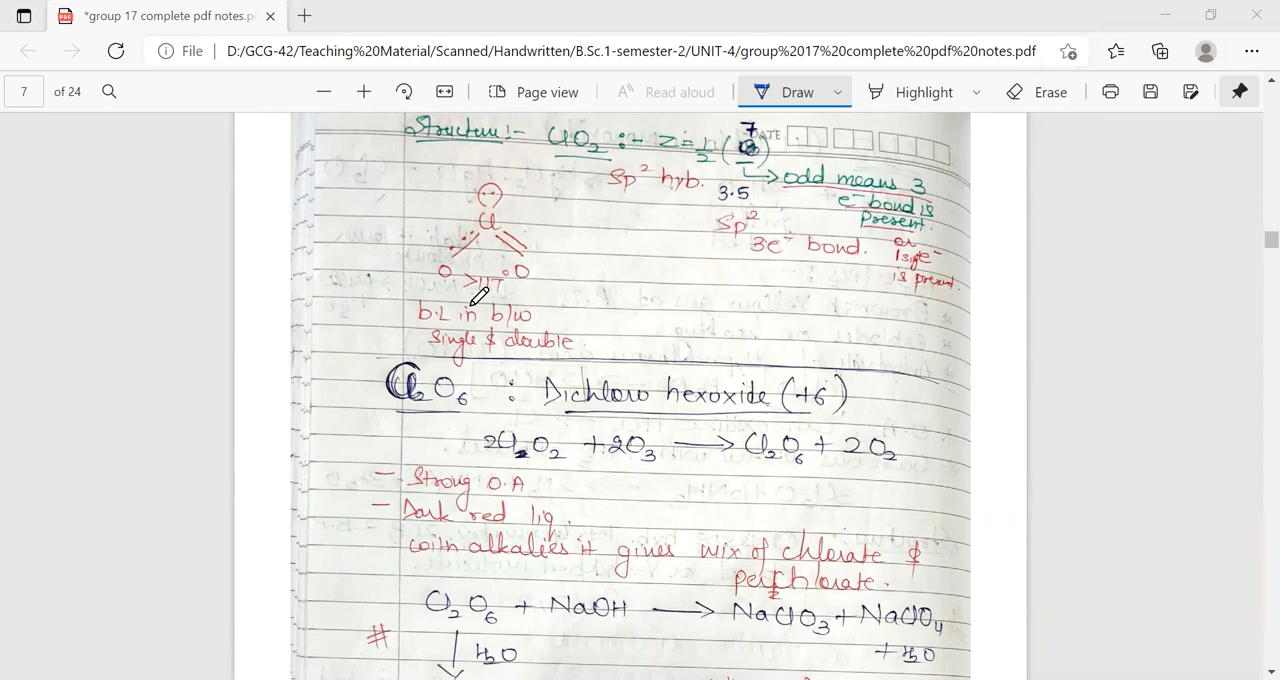 *group 17 complete pdf notes.p
File D:/GCG-42/Teaching%20Material/Scanned/Handwritten/B.Sc.1-semester-2/UNIT-4/group%2017%20complete%20pdf%20notes.pdf
7 of 24 Page view Read aloud Draw Highlight Erase
DATE
Structure:- ClO2 :- Z=1/2 (
odd means 3
Sp2 hyb. 3.5
e- bond is
Present.
Cl Sp2
or
3e- bond.
O O
is present.
b.L in b/w
Single & double.
Cl2O6 : Dichloro hexoxide (+6)
2Cl2O2 + 2O3 → Cl2O6 + 2O2
- Strong O.A
- Dark red liq.
with alkalies it gives mix of chlorate &
perchlorate.
Cl2O6 + NaOH → NaClO3 + NaClO4
# ↓ H2O + H2O